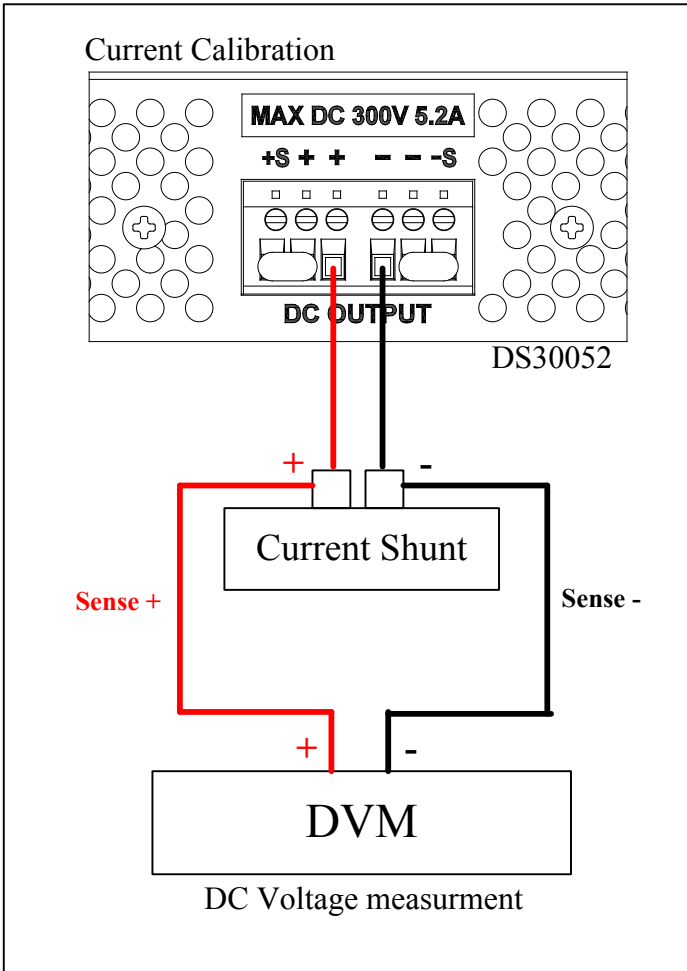 Current Calibration
MAX DC 300V 5.2A
+S + + - - -S
DC OUTPUT
DS30052
+ -
Current Shunt
Sense + Sense -
+ -
DVM
DC Voltage measurment